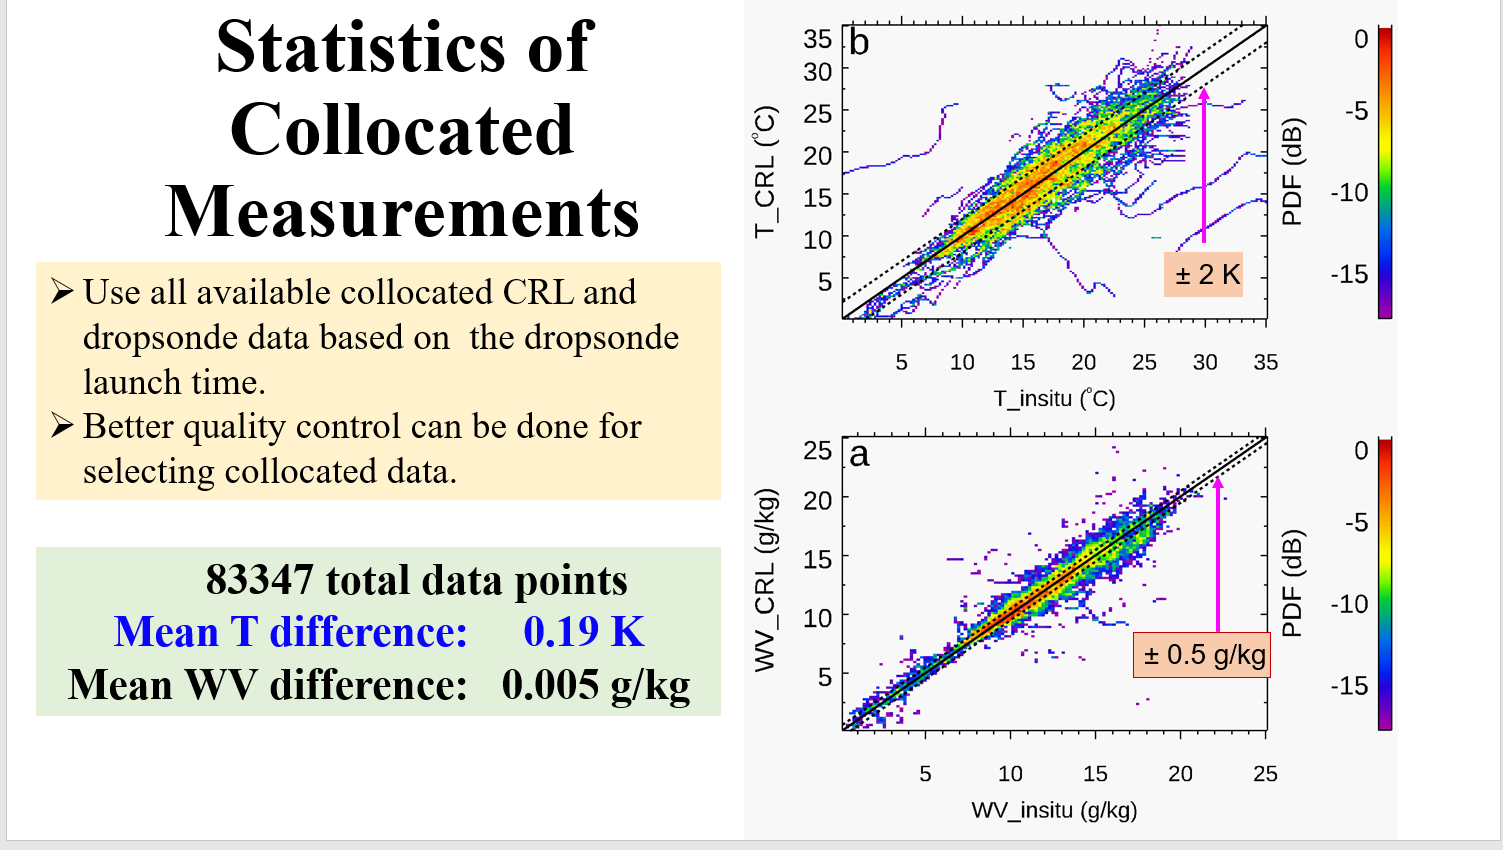 Statistics of
Collocated
Measurements
➢ Use all available collocated CRL and
dropsonde data based on  the dropsonde
launch time.
➢ Better quality control can be done for
selecting collocated data.
83347 total data points
Mean T difference: 0.19 K
Mean WV difference: 0.005 g/kg
b
T_CRL (°C)
35
30
25
20
15
10
5
5 10 15 20 25 30 35
T_insitu (°C)
± 2 K
PDF (dB)
0
-5
-10
-15
a
WV_CRL (g/kg)
25
20
15
10
5
5 10 15 20 25
WV_insitu (g/kg)
± 0.5 g/kg
PDF (dB)
0
-5
-10
-15